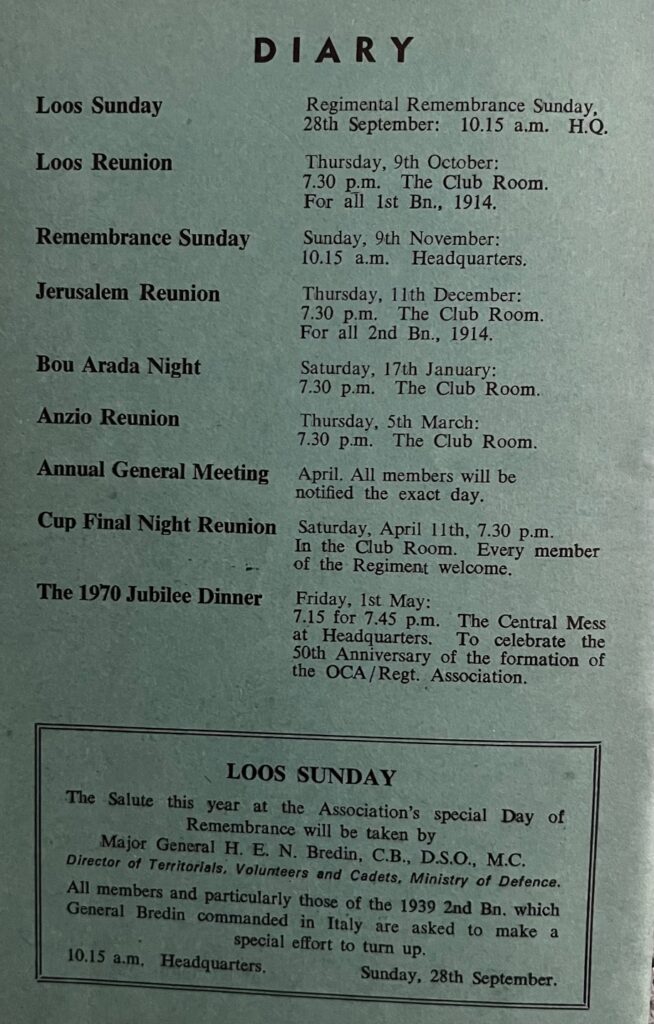 DIARY
Loos Sunday Regimental Remembrance Sunday,
28th September: 10.15 a.m. H.Q.
Loos Reunion Thursday, 9th October:
7.30 p.m. The Club Room.
For all 1st Bn., 1914.
Remembrance Sunday Sunday, 9th November:
10.15 a.m. Headquarters.
Jerusalem Reunion Thursday, 11th December:
7.30 p.m. The Club Room.
For all 2nd Bn., 1914.
Bou Arada Night Saturday, 17th January:
7.30 p.m. The Club Room.
Anzio Reunion Thursday, 5th March:
7.30 p.m. The Club Room.
Annual General Meeting April. All members will be
notified the exact day.
Cup Final Night Reunion Saturday, April 11th, 7.30 p.m.
In the Club Room. Every member
of the Regiment welcome.
The 1970 Jubilee Dinner Friday, 1st May:
7.15 for 7.45 p.m. The Central Mess
at Headquarters. To celebrate the
50th Anniversary of the formation of
the OCA/Regt. Association.
LOOS SUNDAY
The Salute this year at the Association's special Day of
Remembrance will be taken by
Major General H. E. N. Bredin, C.B., D.S.O., M.C.
Director of Territorials, Volunteers and Cadets, Ministry of Defence.
All members and particularly those of the 1939 2nd Bn. which
General Bredin commanded in Italy are asked to make a
special effort to turn up.
10.15 a.m. Headquarters. Sunday, 28th September.